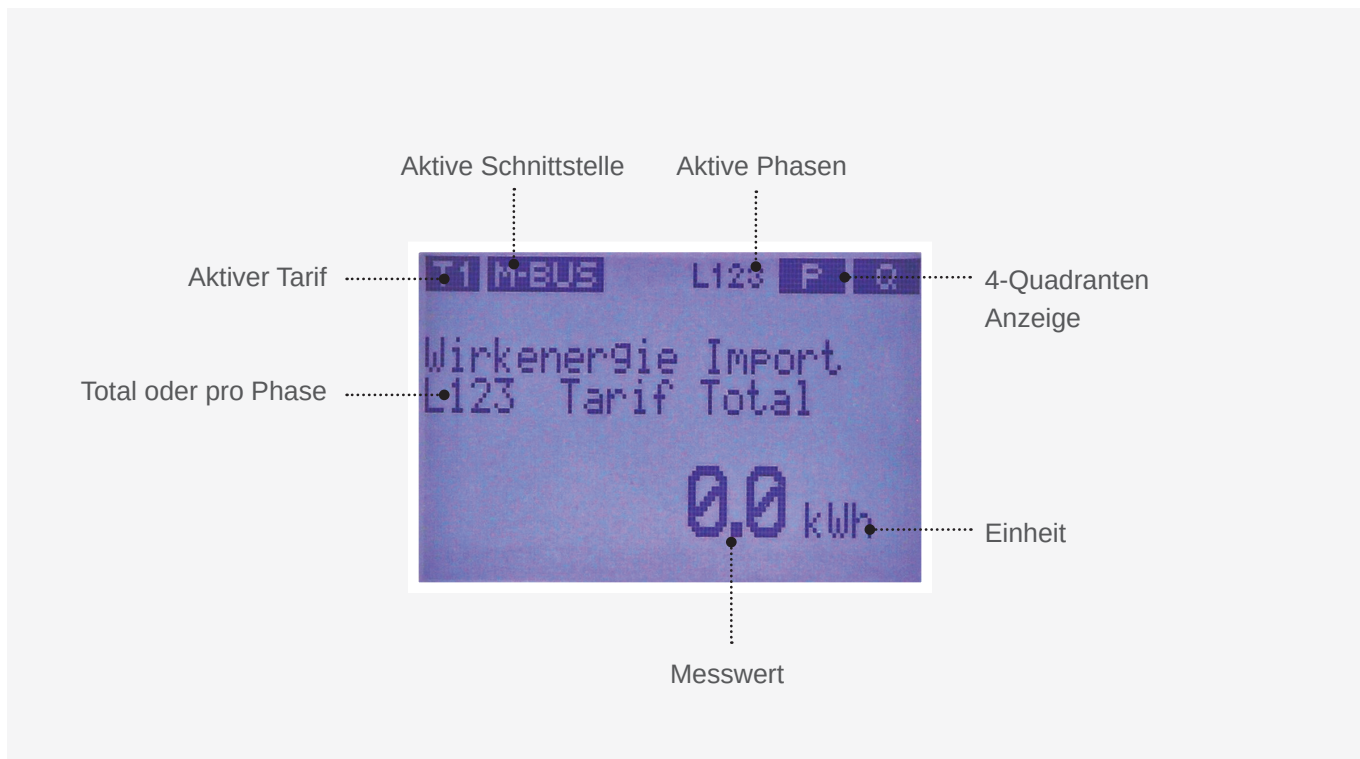 Aktive Schnittstelle
Aktive Phasen
Aktiver Tarif
T1 M-BUS L123 P Q
4-Quadranten
Anzeige
Wirkenergie Import
Total oder pro Phase
L123 Tarif Total
0.0 kWh
Einheit
Messwert